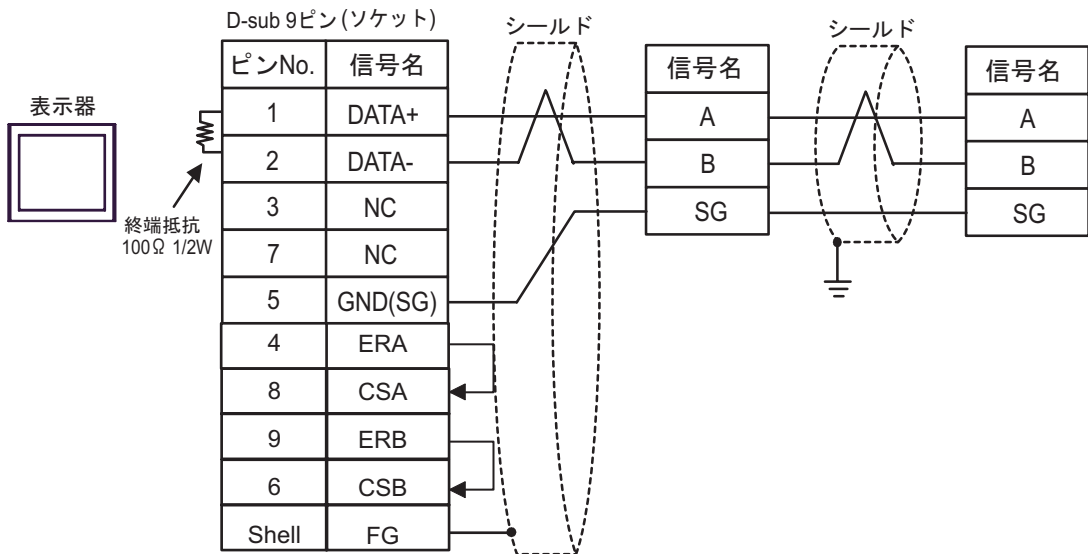 D-sub 9ピン(ソケット)
シールド
シールド
表示器
終端抵抗
100Ω 1/2W
ピンNo. 信号名
1 DATA+
2 DATA-
3 NC
7 NC
5 GND(SG)
4 ERA
8 CSA
9 ERB
6 CSB
Shell FG
信号名
A
B
SG
信号名
A
B
SG